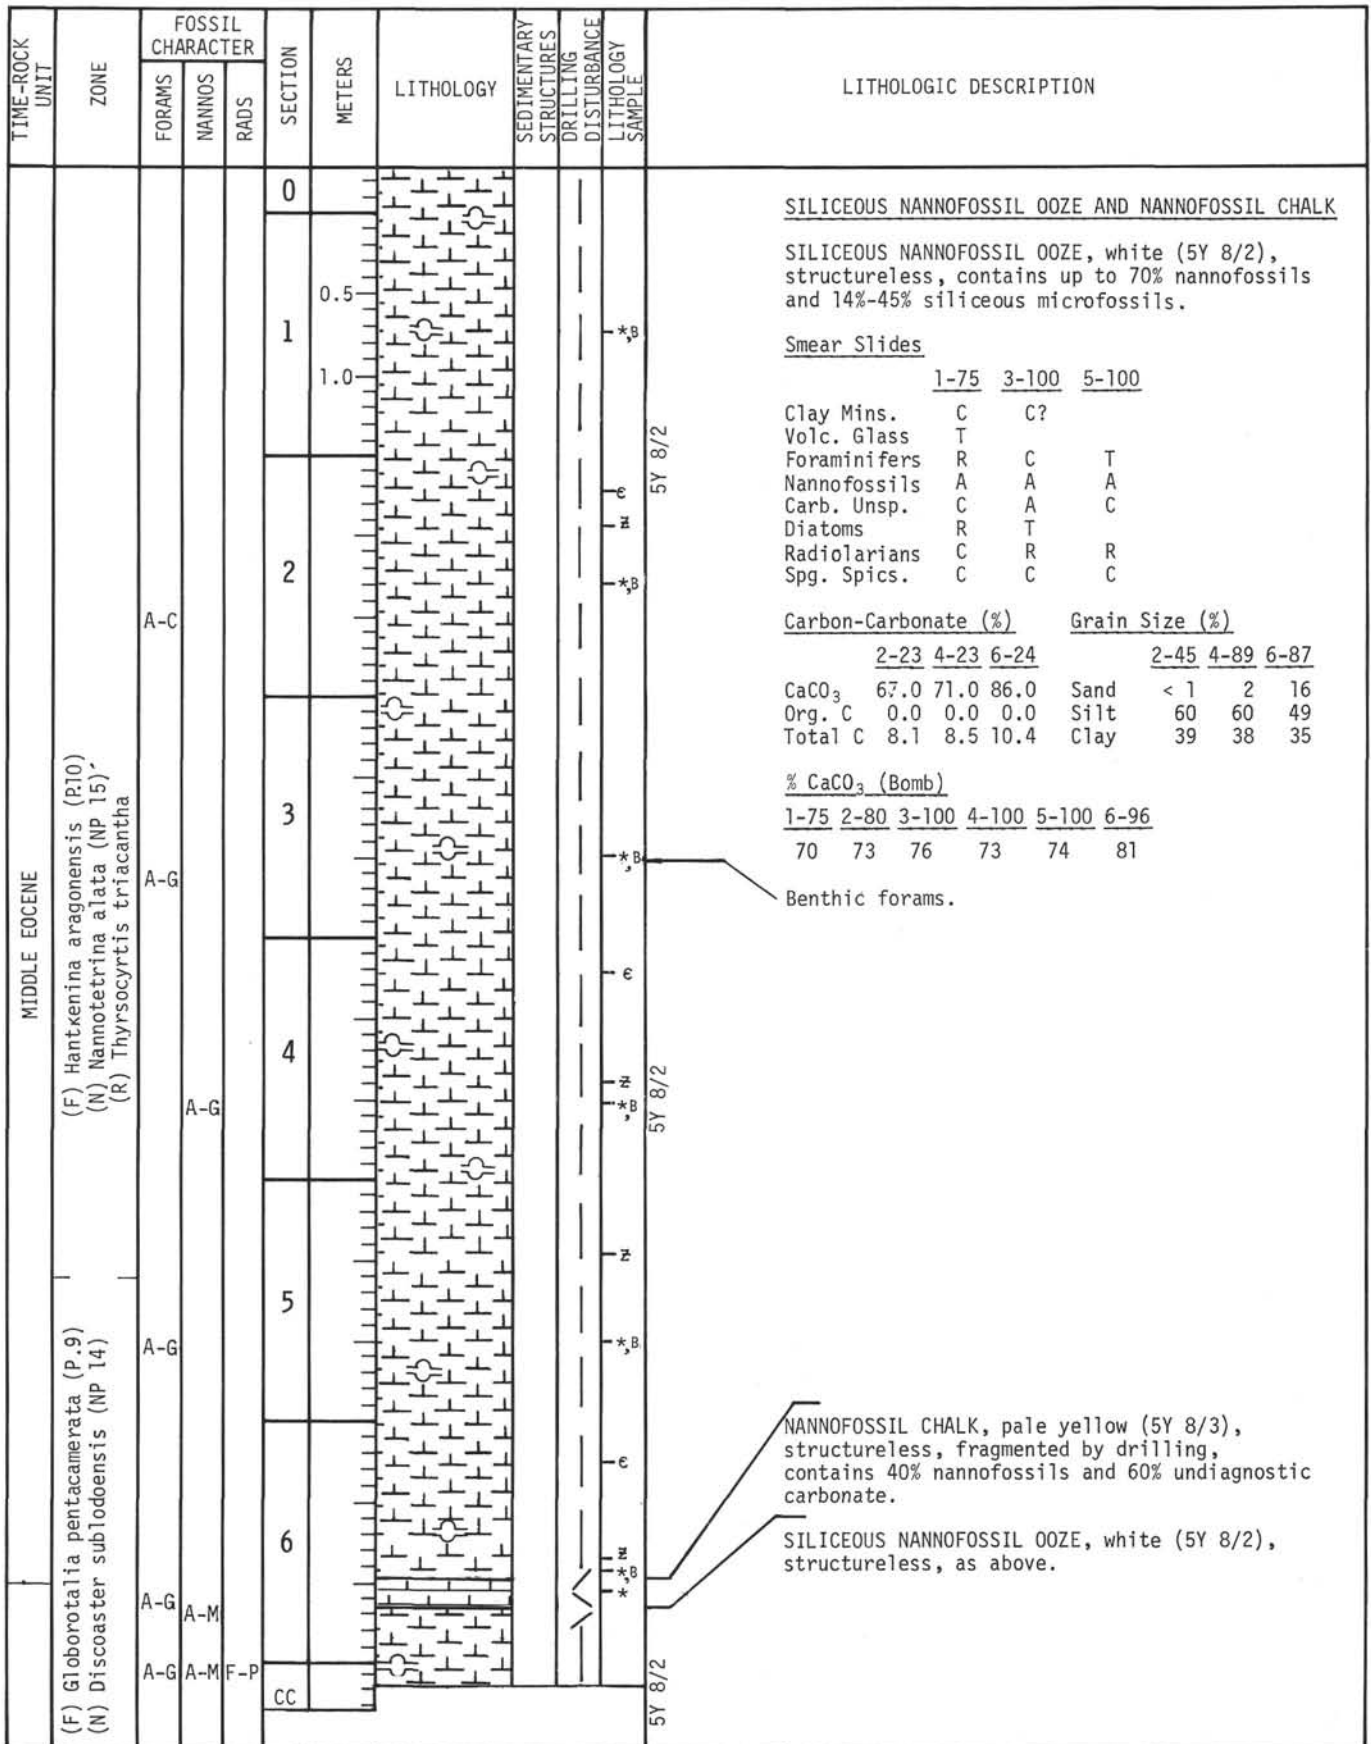 TIME-ROCK UNIT
ZONE
FOSSIL CHARACTER
FORAMS
NANNOS
RADS
SECTION
METERS
LITHOLOGY
SEDIMENTARY STRUCTURES
DRILLING DISTURBANCE
LITHOLOGY SAMPLE
LITHOLOGIC DESCRIPTION
MIDDLE EOCENE
(F) Hantkenina aragonensis (P.10)
(N) Nannotetrina alata (NP 15)
(R) Thyrsocyrtis triacantha
(F) Globorotalia pentacamerata (P.9)
(N) Discoaster sublodoensis (NP 14)
A-C
A-G
A-G
A-G
A-G
A-M
A-G
A-M
F-P
0
1
2
3
4
5
6
CC
0.5
1.0
*,B
ϵ
z
*,B
*,B
ϵ
z
*,B
z
*,B
ϵ
z
*,B
*
5Y 8/2
5Y 8/2
5Y 8/2
SILICEOUS NANNOFOSSIL OOZE AND NANNOFOSSIL CHALK
SILICEOUS NANNOFOSSIL OOZE, white (5Y 8/2),
structureless, contains up to 70% nannofossils
and 14%-45% siliceous microfossils.
Smear Slides
1-75 3-100 5-100
Clay Mins. C C?
Volc. Glass T
Foraminifers R C T
Nannofossils A A A
Carb. Unsp. C A C
Diatoms R T
Radiolarians C R R
Spg. Spics. C C C
Carbon-Carbonate (%) Grain Size (%)
2-23 4-23 6-24 2-45 4-89 6-87
CaCO₃ 67.0 71.0 86.0 Sand < 1 2 16
Org. C 0.0 0.0 0.0 Silt 60 60 49
Total C 8.1 8.5 10.4 Clay 39 38 35
% CaCO₃ (Bomb)
1-75 2-80 3-100 4-100 5-100 6-96
70 73 76 73 74 81
Benthic forams.
NANNOFOSSIL CHALK, pale yellow (5Y 8/3),
structureless, fragmented by drilling,
contains 40% nannofossils and 60% undiagnostic
carbonate.
SILICEOUS NANNOFOSSIL OOZE, white (5Y 8/2),
structureless, as above.